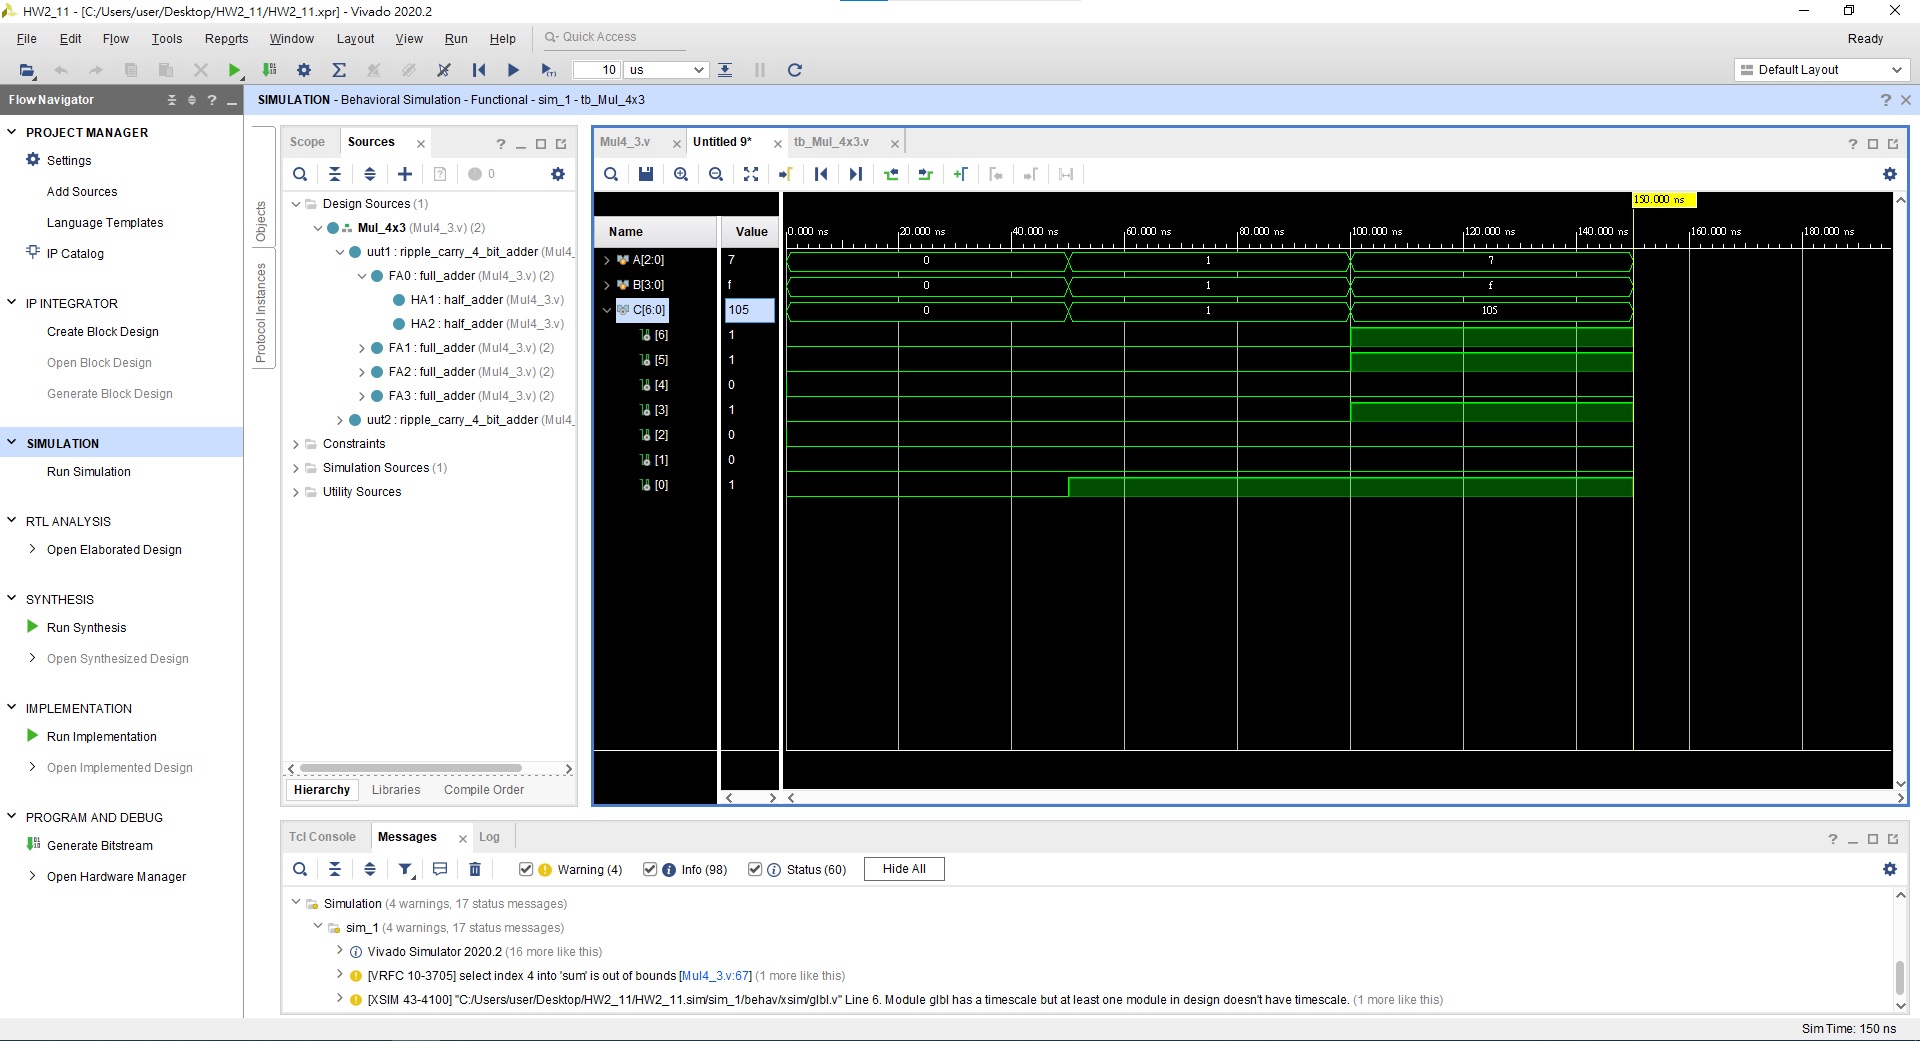 HW2_11 - [C:/Users/user/Desktop/HW2_11/HW2_11.xpr] - Vivado 2020.2
File Edit Flow Tools Reports Window Layout View Run Help Quick Access Ready
10 us Default Layout
Flow Navigator
SIMULATION - Behavioral Simulation - Functional - sim_1 - tb_Mul_4x3
PROJECT MANAGER
Settings
Add Sources
Language Templates
IP Catalog
IP INTEGRATOR
Create Block Design
Open Block Design
Generate Block Design
SIMULATION
Run Simulation
RTL ANALYSIS
Open Elaborated Design
SYNTHESIS
Run Synthesis
Open Synthesized Design
IMPLEMENTATION
Run Implementation
Open Implemented Design
PROGRAM AND DEBUG
Generate Bitstream
Open Hardware Manager
Objects
Protocol Instances
Scope Sources
0
Design Sources (1)
Mul_4x3 (Mul4_3.v) (2)
uut1 : ripple_carry_4_bit_adder (Mul4_
FA0 : full_adder (Mul4_3.v) (2)
HA1 : half_adder (Mul4_3.v)
HA2 : half_adder (Mul4_3.v)
FA1 : full_adder (Mul4_3.v) (2)
FA2 : full_adder (Mul4_3.v) (2)
FA3 : full_adder (Mul4_3.v) (2)
uut2 : ripple_carry_4_bit_adder (Mul4_
Constraints
Simulation Sources (1)
Utility Sources
Hierarchy Libraries Compile Order
Mul4_3.v Untitled 9* tb_Mul_4x3.v
150.000 ns
Name Value 0.000 ns 20.000 ns 40.000 ns 60.000 ns 80.000 ns 100.000 ns 120.000 ns 140.000 ns 160.000 ns 180.000 ns
A[2:0] 7 0 1 7
B[3:0] f 0 1 f
C[6:0] 105 0 1 105
[6] 1
[5] 1
[4] 0
[3] 1
[2] 0
[1] 0
[0] 1
Tcl Console Messages Log
Warning (4) Info (98) Status (60) Hide All
Simulation (4 warnings, 17 status messages)
sim_1 (4 warnings, 17 status messages)
Vivado Simulator 2020.2 (16 more like this)
[VRFC 10-3705] select index 4 into 'sum' is out of bounds [Mul4_3.v:67] (1 more like this)
[XSIM 43-4100] "C:/Users/user/Desktop/HW2_11/HW2_11.sim/sim_1/behav/xsim/glbl.v" Line 6. Module glbl has a timescale but at least one module in design doesn't have timescale. (1 more like this)
Sim Time: 150 ns